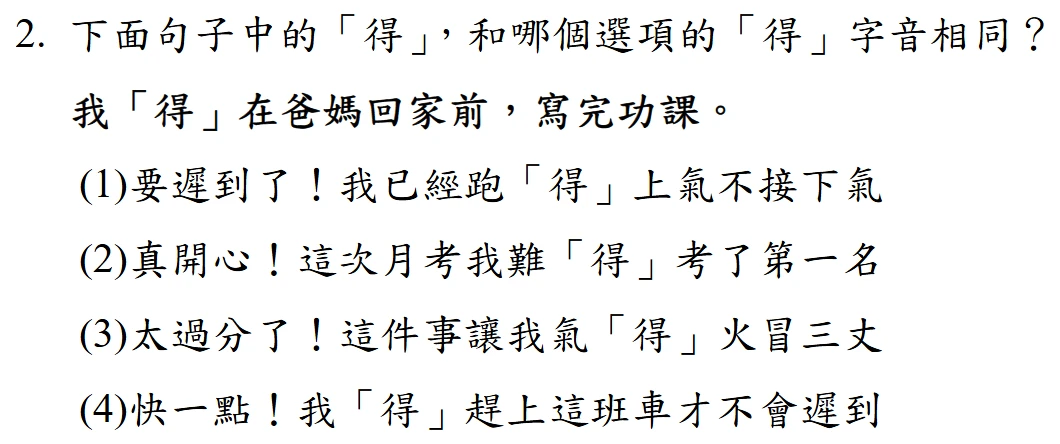 2. 下面句子中的「得」，和哪個選項的「得」字音相同？
我「得」在爸媽回家前，寫完功課。
(1)要遲到了！我已經跑「得」上氣不接下氣
(2)真開心！這次月考我難「得」考了第一名
(3)太過分了！這件事讓我氣「得」火冒三丈
(4)快一點！我「得」趕上這班車才不會遲到